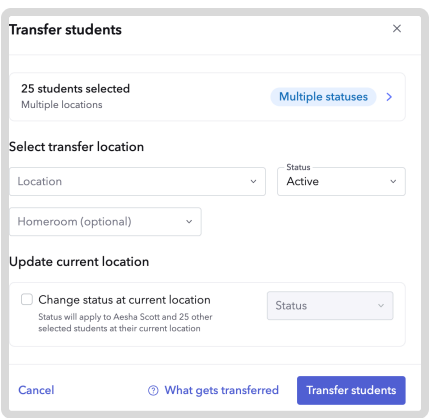 Transfer students
25 students selected
Multiple locations
Multiple statuses
Select transfer location
Location
Status
Active
Homeroom (optional)
Update current location
Change status at current location
Status will apply to Aesha Scott and 25 other
selected students at their current location
Status
Cancel
What gets transferred
Transfer students